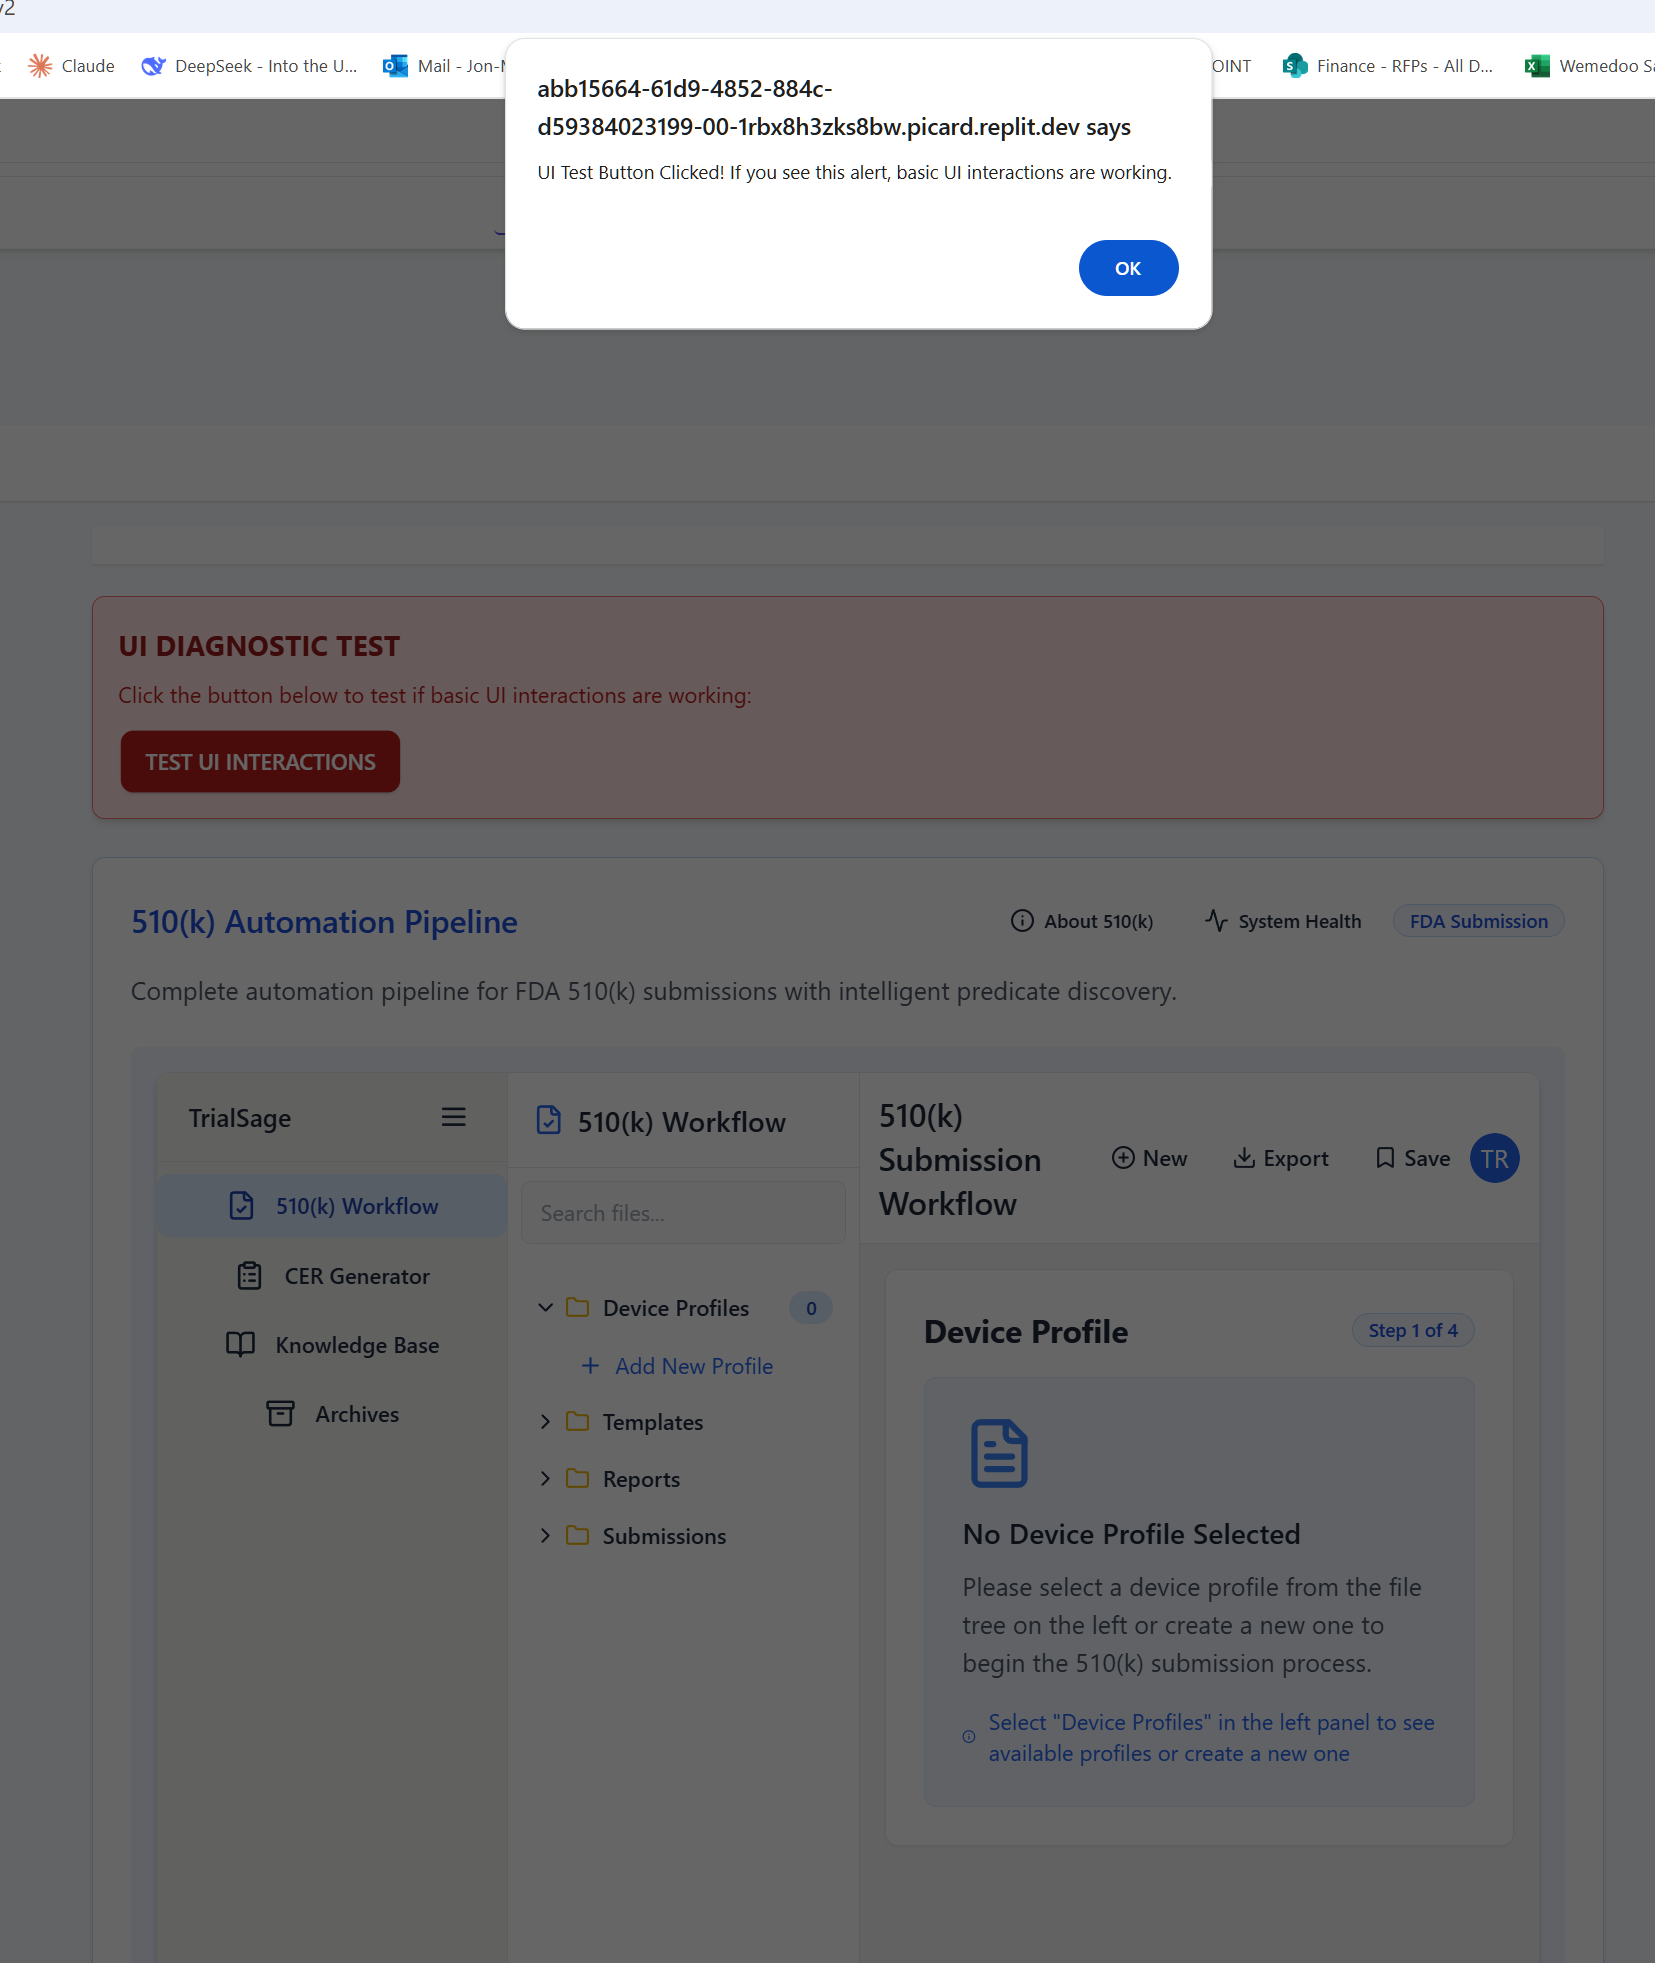 Claude
DeepSeek - Into the U...
Mail - Jon-
OINT
Finance - RFPs - All D...
Wemedoo
abb15664-61d9-4852-884c-
d59384023199-00-1rbx8h3zks8bw.picard.replit.dev says
UI Test Button Clicked! If you see this alert, basic UI interactions are working.
OK
UI DIAGNOSTIC TEST
Click the button below to test if basic UI interactions are working:
TEST UI INTERACTIONS
510(k) Automation Pipeline
About 510(k)
System Health
FDA Submission
Complete automation pipeline for FDA 510(k) submissions with intelligent predicate discovery.
TrialSage
510(k) Workflow
CER Generator
Knowledge Base
Archives
510(k) Workflow
Search files...
Device Profiles
0
Add New Profile
Templates
Reports
Submissions
510(k)
Submission
Workflow
New
Export
Save
TR
Device Profile
Step 1 of 4
No Device Profile Selected
Please select a device profile from the file
tree on the left or create a new one to
begin the 510(k) submission process.
Select "Device Profiles" in the left panel to see
available profiles or create a new one